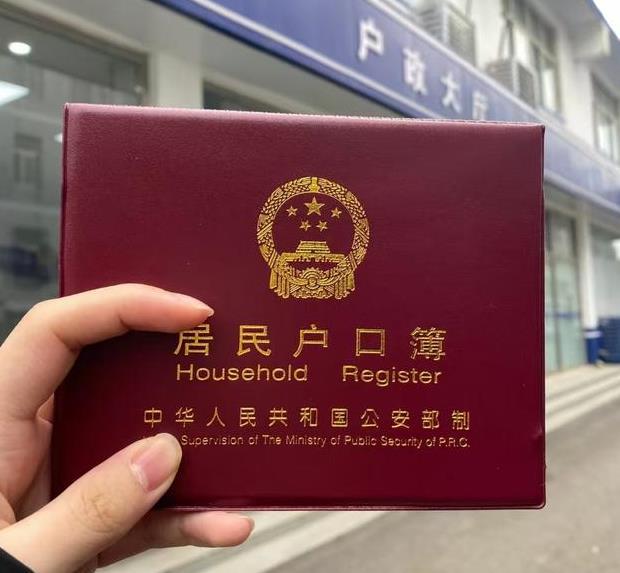 户政大厅
居民户口簿
Household Register
中华人民共和国公安部制
Supervision of The Ministry of Public Security of P.R.C.